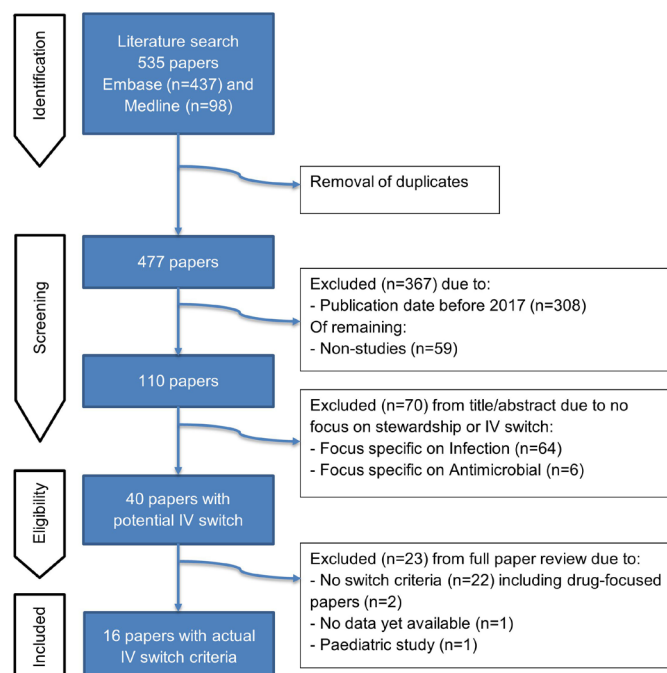 Identification
Literature search
535 papers
Embase (n=437) and
Medline (n=98)
Removal of duplicates
Screening
477 papers
Excluded (n=367) due to:
- Publication date before 2017 (n=308)
Of remaining:
- Non-studies (n=59)
110 papers
Excluded (n=70) from title/abstract due to no
focus on stewardship or IV switch:
- Focus specific on Infection (n=64)
- Focus specific on Antimicrobial (n=6)
Eligibility
40 papers with
potential IV switch
Excluded (n=23) from full paper review due to:
- No switch criteria (n=22) including drug-focused
papers (n=2)
- No data yet available (n=1)
- Paediatric study (n=1)
Included
16 papers with actual
IV switch criteria